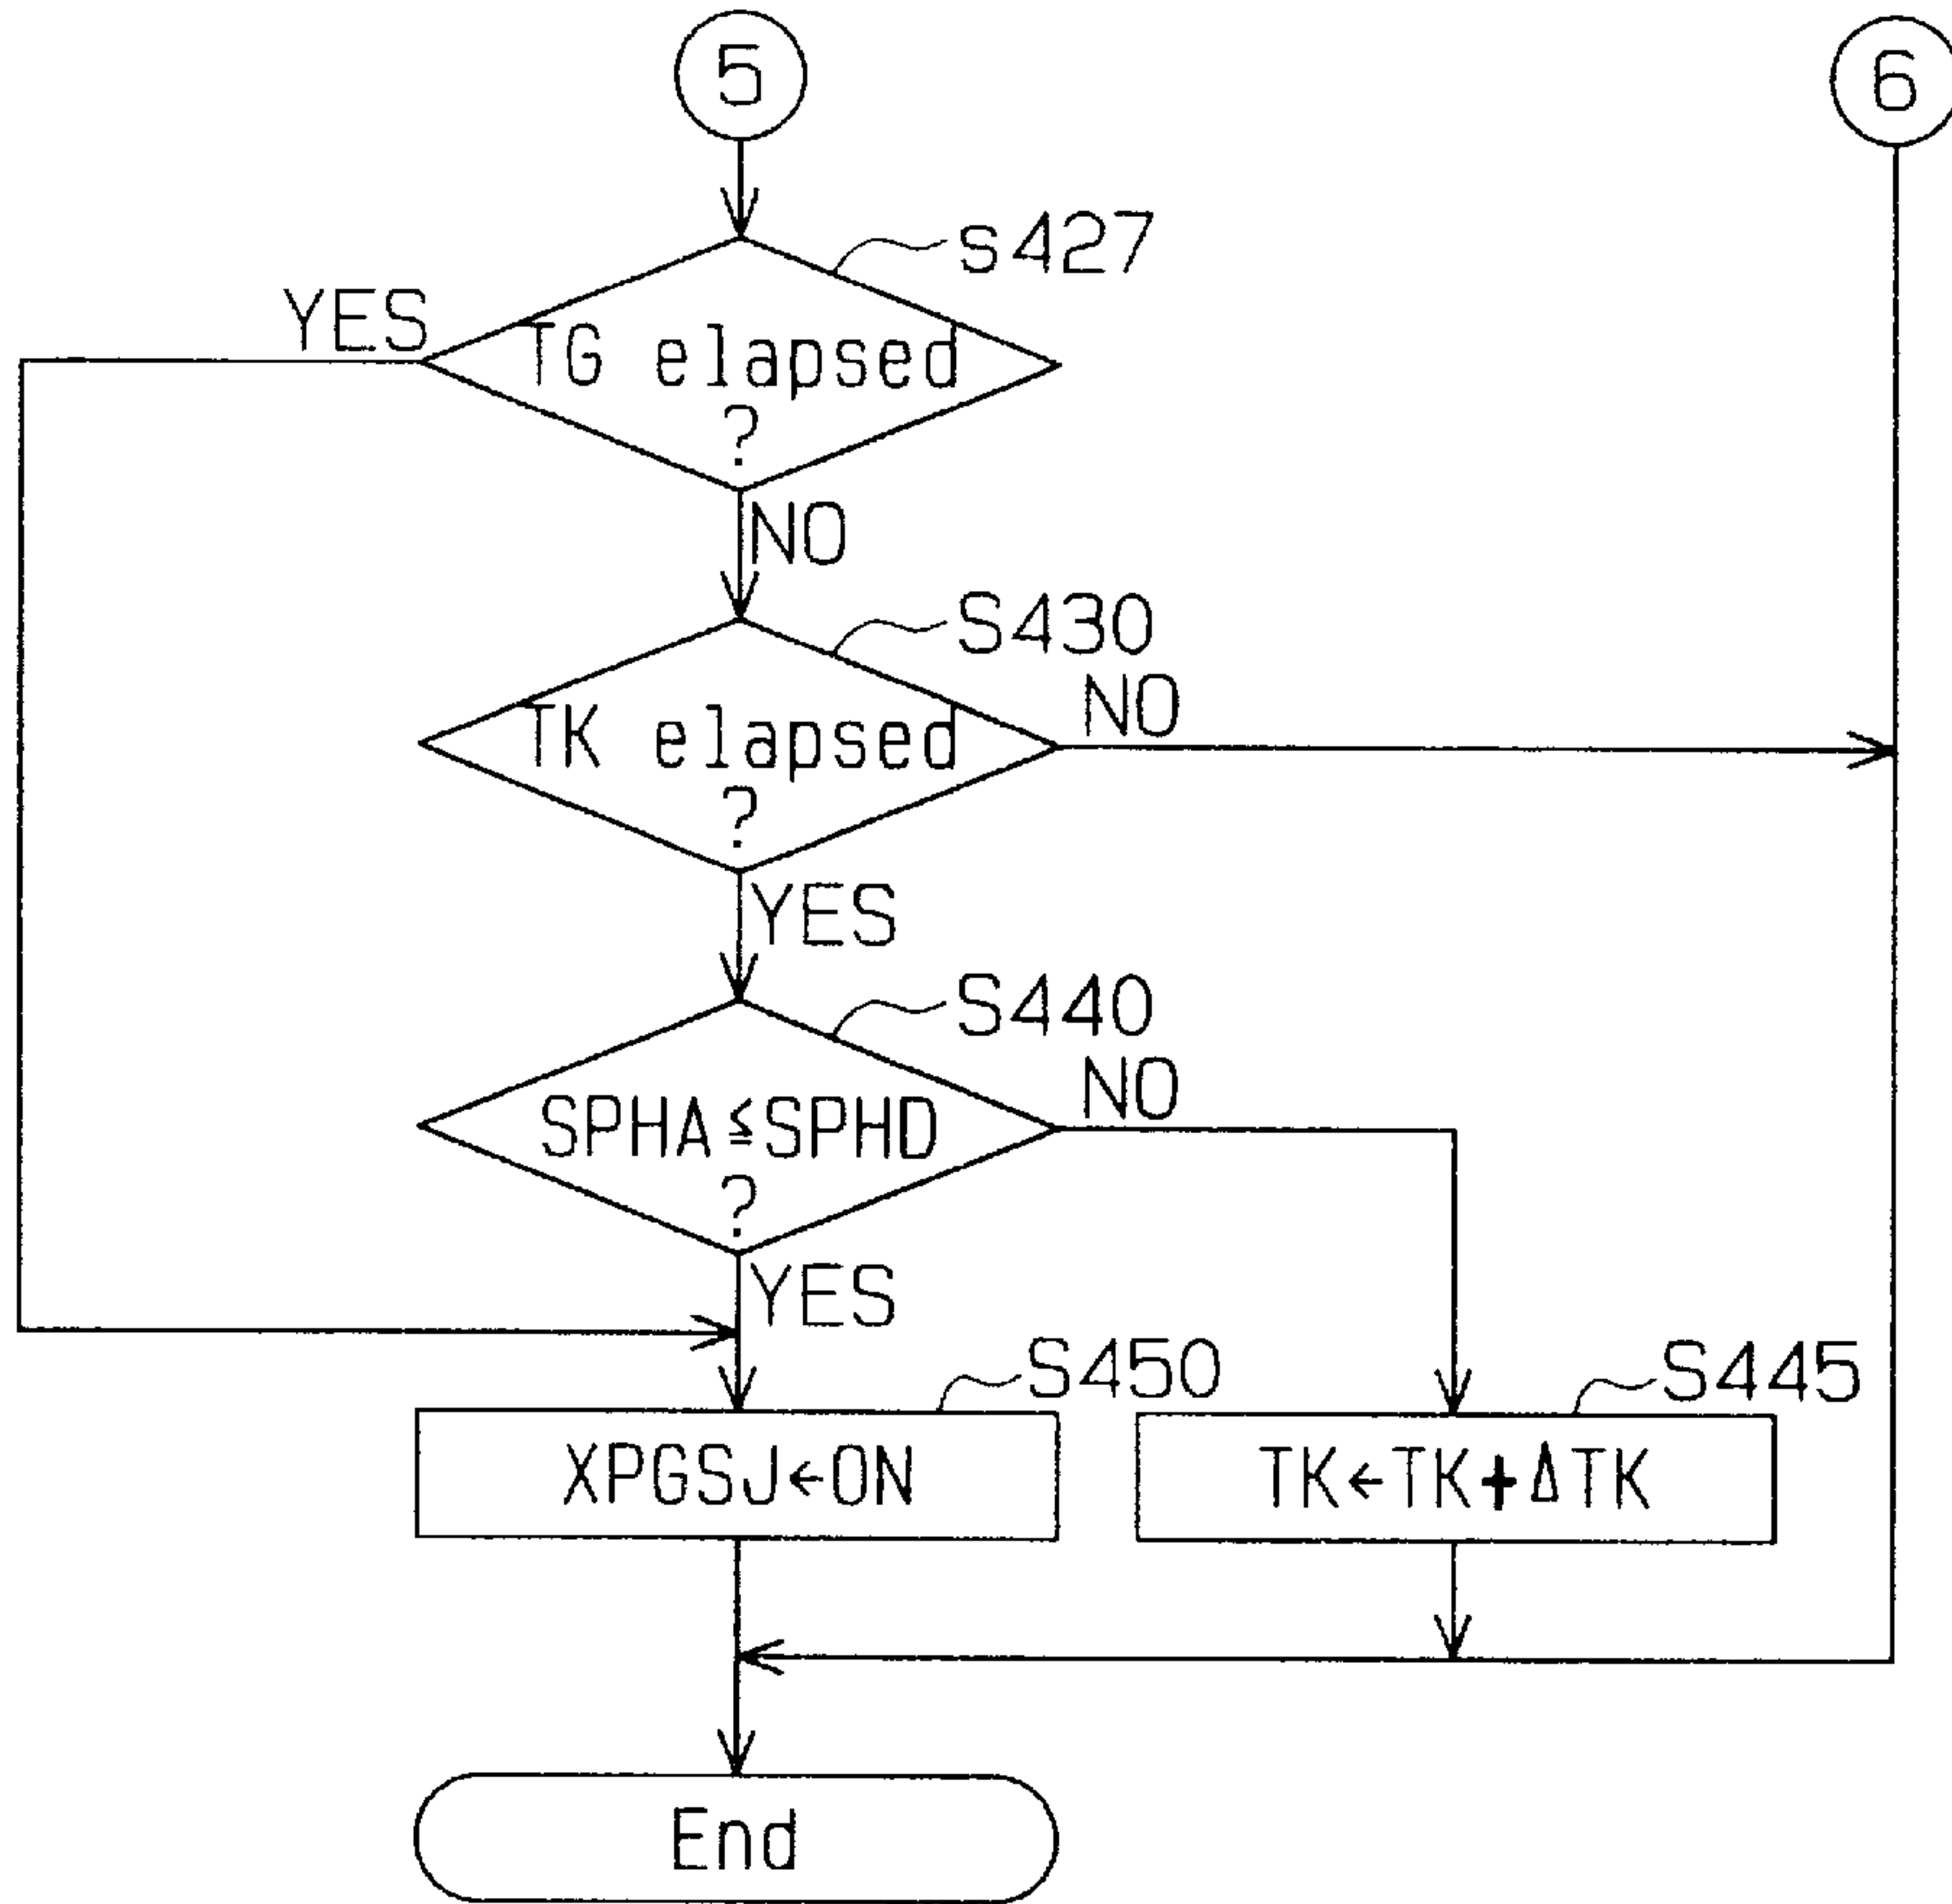 5
6
S427
YES
TG elapsed
?
NO
S430
NO
TK elapsed
?
YES
S440
NO
SPHA≦SPHD
?
YES
S450
S445
XPGSJ←ON
TK←TK+ΔTK
End